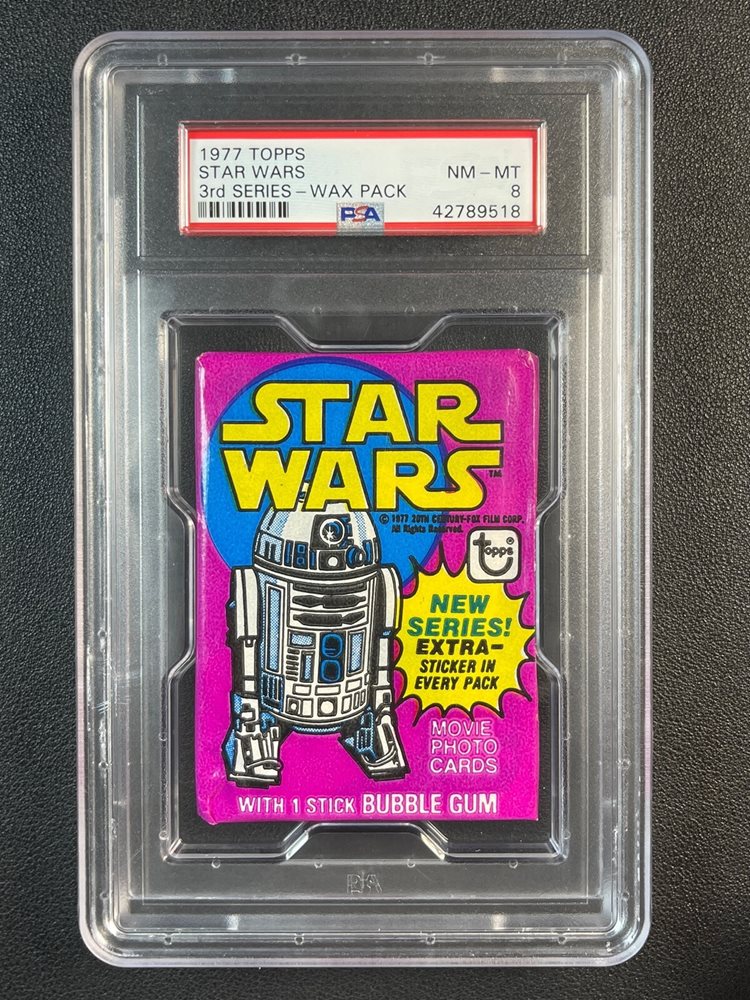 1977 TOPPS
STAR WARS
3rd SERIES – WAX PACK
NM – MT
8
42789518
PSA
STAR
WARS
™
© 1977 20TH CENTURY-FOX FILM CORP.
All Rights Reserved.
topps®
NEW
SERIES!
EXTRA–
STICKER IN
EVERY PACK
MOVIE
PHOTO
CARDS
WITH 1 STICK BUBBLE GUM
PSA